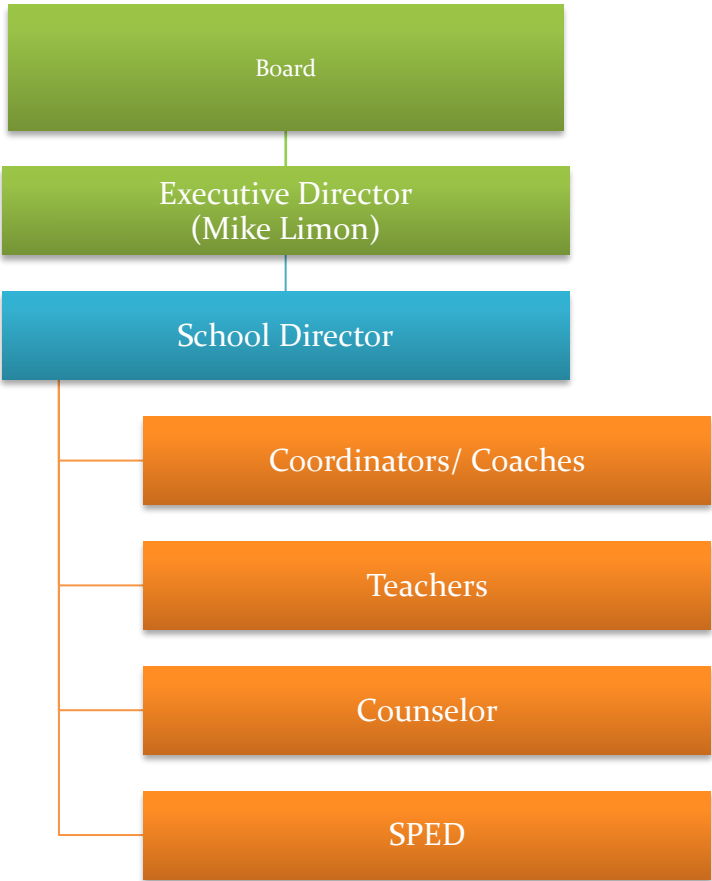 Board
Executive Director
(Mike Limon)
School Director
Coordinators/ Coaches
Teachers
Counselor
SPED